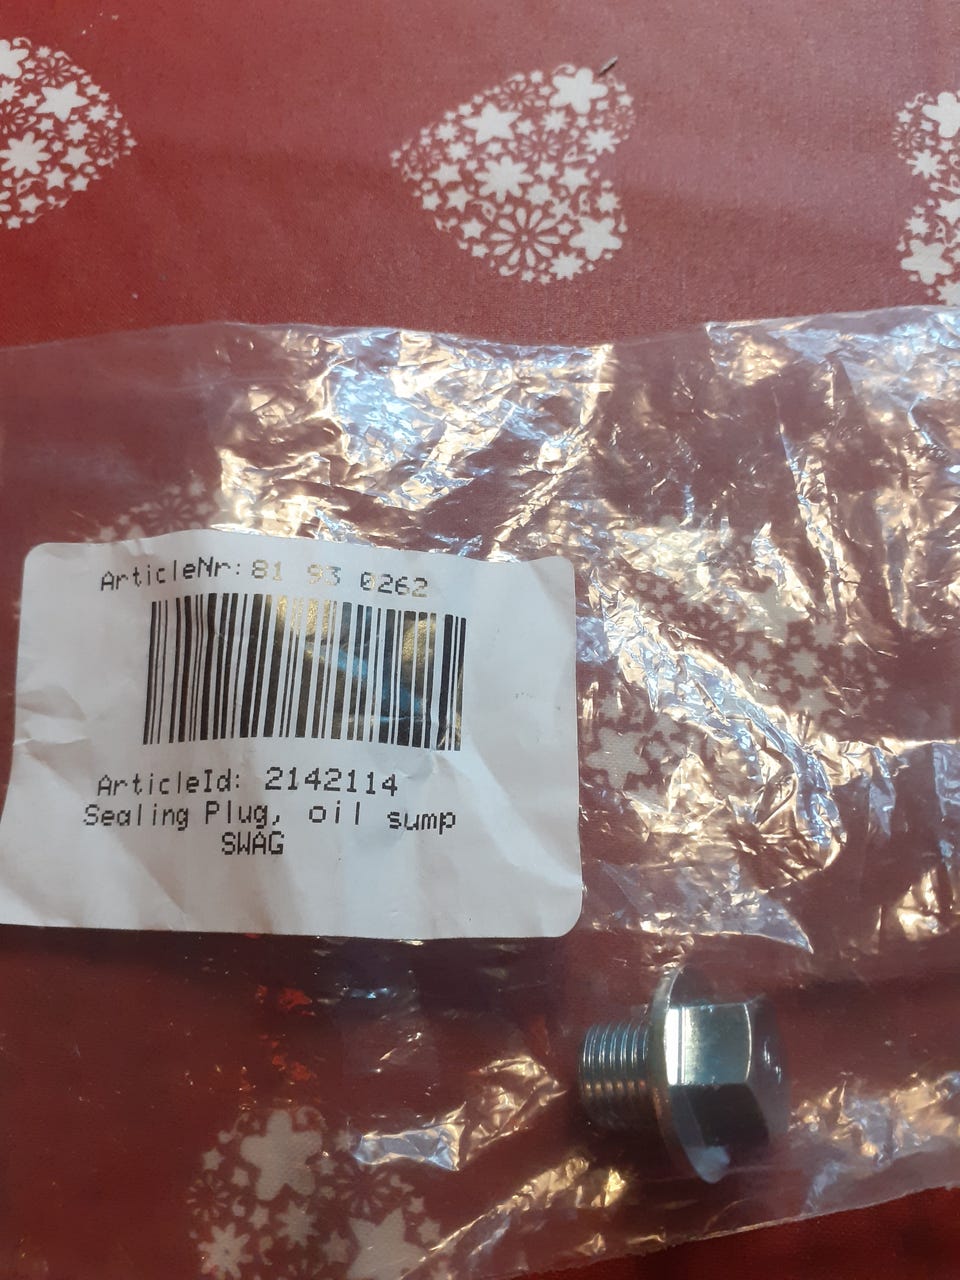 ArticleNr: 81 93 0262
ArticleId: 2142114
Sealing Plug, oil sump
SWAG